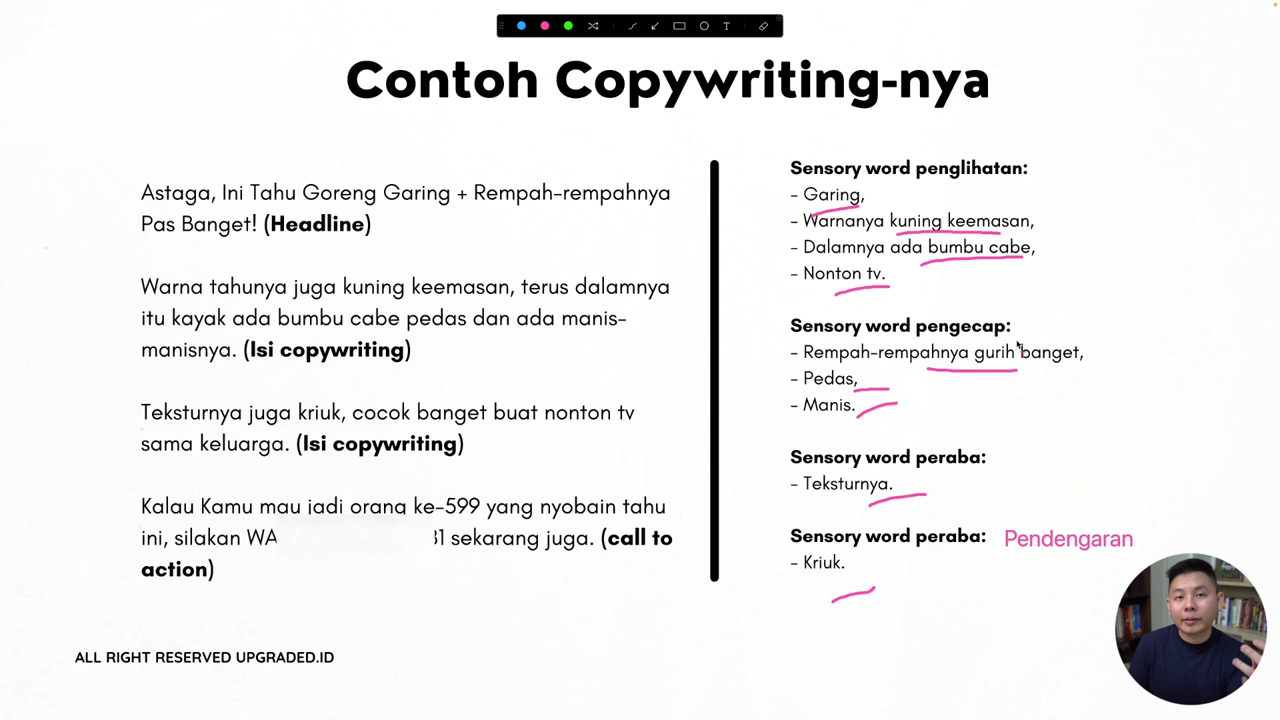 Contoh Copywriting-nya
Astaga, Ini Tahu Goreng Garing + Rempah-rempahnya
Pas Banget! (Headline)
Warna tahunya juga kuning keemasan, terus dalamnya
itu kayak ada bumbu cabe pedas dan ada manis-
manisnya. (Isi copywriting)
Teksturnya juga kriuk, cocok banget buat nonton tv
sama keluarga. (Isi copywriting)
Kalau Kamu mau jadi orang ke-599 yang nyobain tahu
ini, silakan WA 31 sekarang juga. (call to
action)
Sensory word penglihatan:
- Garing,
- Warnanya kuning keemasan,
- Dalamnya ada bumbu cabe,
- Nonton tv.
Sensory word pengecap:
- Rempah-rempahnya gurih banget,
- Pedas,
- Manis.
Sensory word peraba:
- Teksturnya.
Sensory word peraba: Pendengaran
- Kriuk.
ALL RIGHT RESERVED UPGRADED.ID